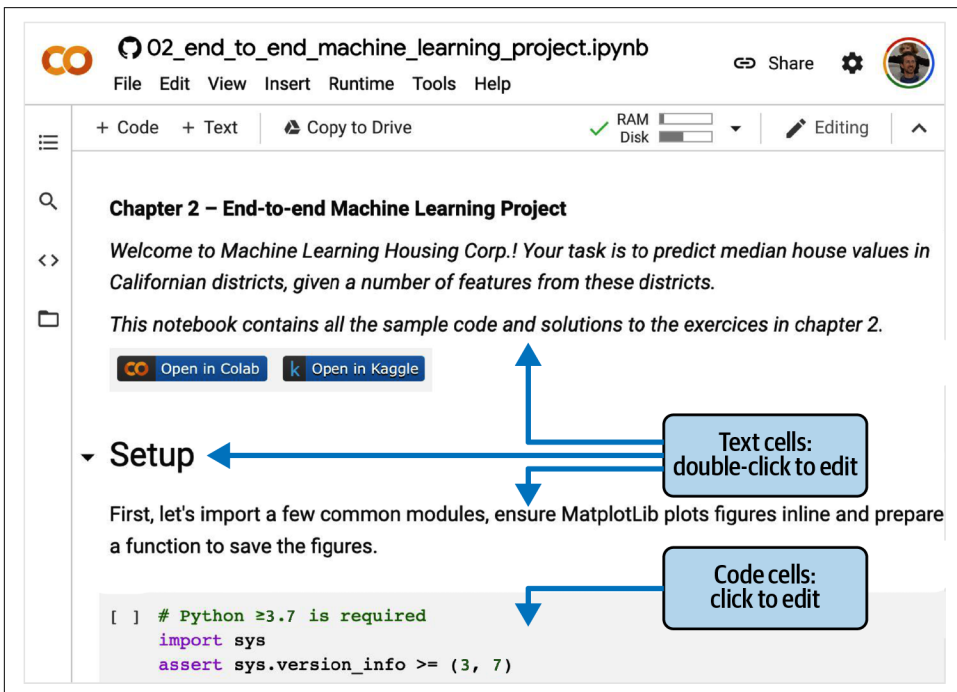 02_end_to_end_machine_learning_project.ipynb
Share
File Edit View Insert Runtime Tools Help
+ Code + Text Copy to Drive
RAM
Disk
Editing
Chapter 2 – End-to-end Machine Learning Project
Welcome to Machine Learning Housing Corp.! Your task is to predict median house values in
Californian districts, given a number of features from these districts.
This notebook contains all the sample code and solutions to the exercices in chapter 2.
Open in Colab
k Open in Kaggle
Setup
Text cells:
double-click to edit
First, let's import a few common modules, ensure MatplotLib plots figures inline and prepare
a function to save the figures.
Code cells:
click to edit
[ ] # Python ≥3.7 is required
import sys
assert sys.version_info >= (3, 7)